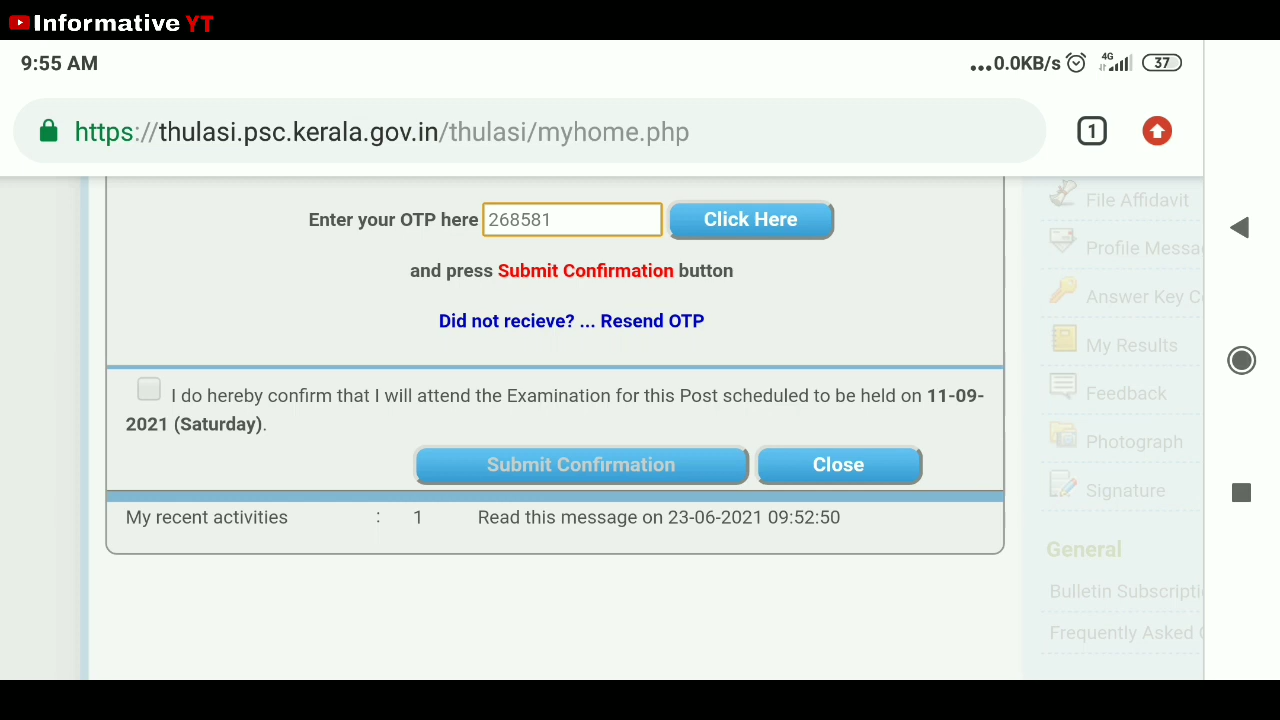 Informative YT
9:55 AM
...0.0KB/s 4G 37
https://thulasi.psc.kerala.gov.in/thulasi/myhome.php
1
Enter your OTP here 268581 Click Here
and press Submit Confirmation button
Did not recieve? ... Resend OTP
I do hereby confirm that I will attend the Examination for this Post scheduled to be held on 11-09-
2021 (Saturday).
Submit Confirmation Close
My recent activities : 1 Read this message on 23-06-2021 09:52:50
File Affidavit
Profile Messa
Answer Key C
My Results
Feedback
Photograph
Signature
General
Bulletin Subscripti
Frequently Asked